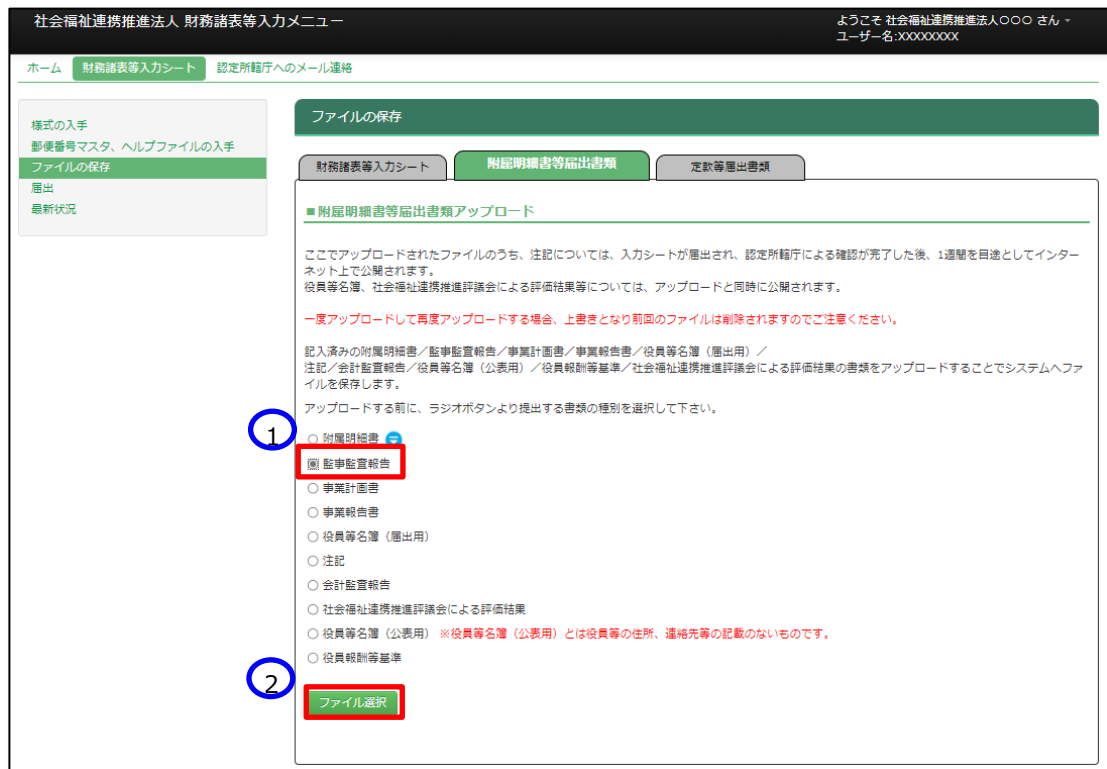 社会福祉連携推進法人 財務諸表等入力メニュー
ようこそ 社会福祉連携推進法人〇〇〇 さん
ユーザー名:XXXXXXXX
ホーム 財務諸表等入力シート 認定所轄庁へのメール連絡
様式の入手
郵便番号マスタ、ヘルプファイルの入手
ファイルの保存
届出
最新状況
ファイルの保存
財務諸表等入力シート 附属明細書等届出書類 定款等届出書類
■附属明細書等届出書類アップロード
ここでアップロードされたファイルのうち、注記については、入力シートが届出され、認定所轄庁による確認が完了した後、1週間を目途としてインター
ネット上で公開されます。
役員等名簿、社会福祉連携推進評議会による評価結果等については、アップロードと同時に公開されます。
一度アップロードして再度アップロードする場合、上書きとなり前回のファイルは削除されますのでご注意ください。
記入済みの附属明細書／監事監査報告／事業計画書／事業報告書／役員等名簿（届出用）／
注記／会計監査報告／役員等名簿（公表用）／役員報酬等基準／社会福祉連携推進評議会による評価結果の書類をアップロードすることでシステムへファ
イルを保存します。
アップロードする前に、ラジオボタンより提出する書類の種別を選択して下さい。
1
附属明細書
監事監査報告
事業計画書
事業報告書
役員等名簿（届出用）
注記
会計監査報告
社会福祉連携推進評議会による評価結果
役員等名簿（公表用） ※役員等名簿（公表用）とは役員等の住所、連絡先等の記載のないものです。
役員報酬等基準
2
ファイル選択